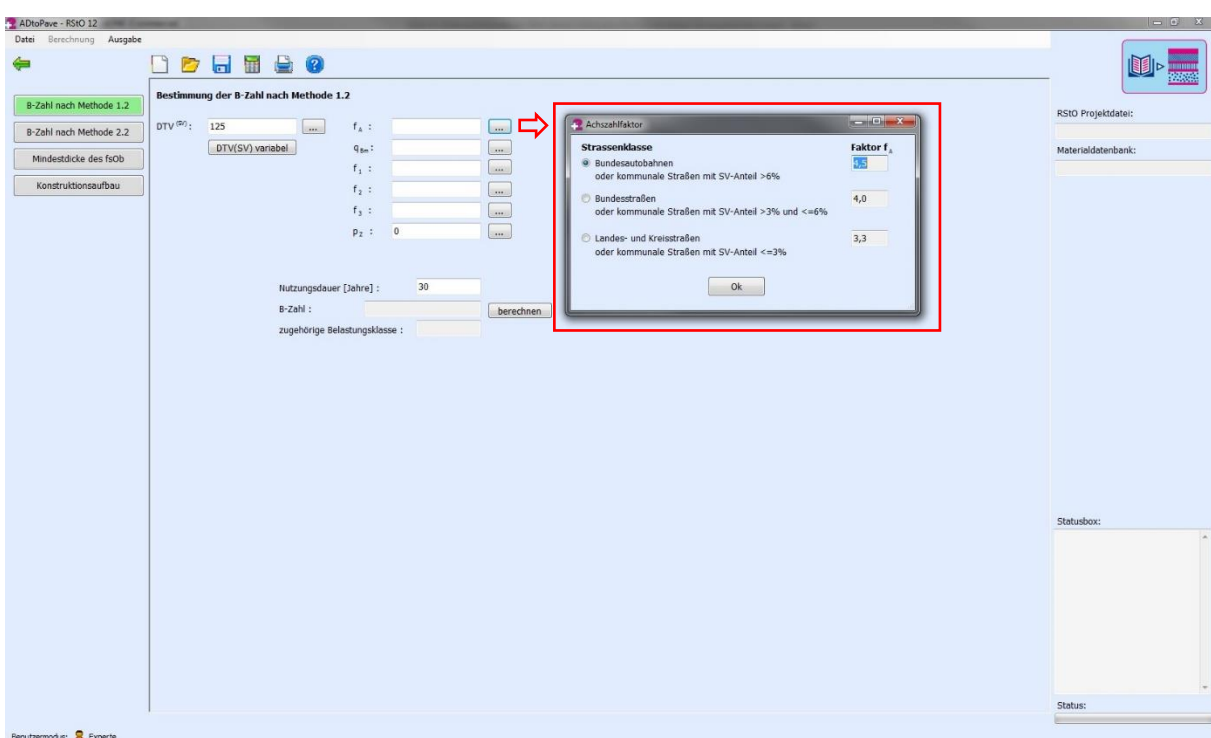 ADtoPave - RStO 12
Datei Berechnung Ausgabe
B-Zahl nach Methode 1.2
B-Zahl nach Methode 2.2
Mindestdicke des fsOb
Konstruktionsaufbau
Bestimmung der B-Zahl nach Methode 1.2
DTV (SV) : 125 ... fA : ...
DTV(SV) variabel qBm : ...
f1 : ...
f2 : ...
f3 : ...
pZ : 0 ...
Nutzungsdauer [Jahre] : 30
B-Zahl : berechnen
zugehörige Belastungsklasse :
Achszahlfaktor
Strassenklasse Faktor fA
Bundesautobahnen 4,5
oder kommunale Straßen mit SV-Anteil >6%
Bundesstraßen 4,0
oder kommunale Straßen mit SV-Anteil >3% und <=6%
Landes- und Kreisstraßen 3,3
oder kommunale Straßen mit SV-Anteil <=3%
Ok
RStO Projektdatei:
Materialdatenbank:
Statusbox:
Status:
Benutzermodus: Experte